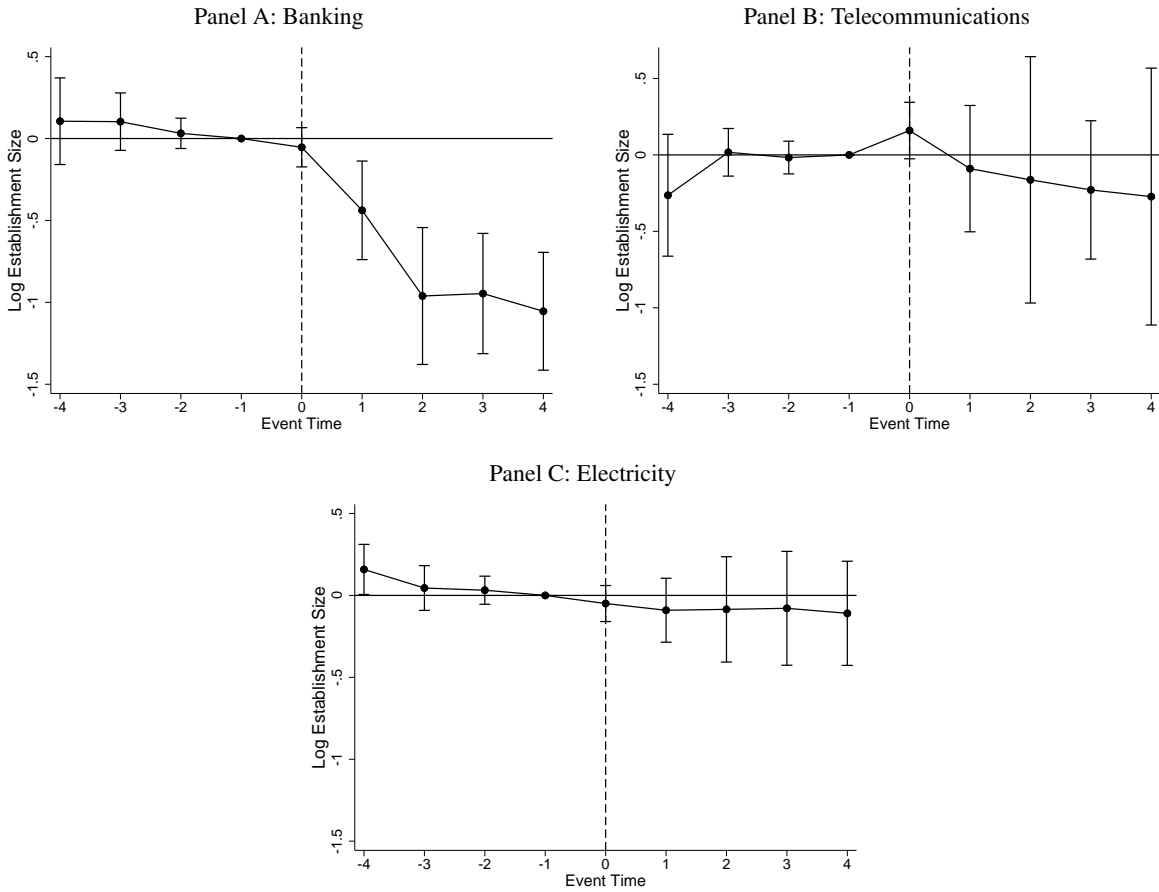 Panel A: Banking
Log Establishment Size
.5
0
-.5
-1
-1.5
-4 -3 -2 -1 0 1 2 3 4
Event Time
Panel B: Telecommunications
Log Establishment Size
.5
0
-.5
-1
-1.5
-4 -3 -2 -1 0 1 2 3 4
Event Time
Panel C: Electricity
Log Establishment Size
.5
0
-.5
-1
-1.5
-4 -3 -2 -1 0 1 2 3 4
Event Time